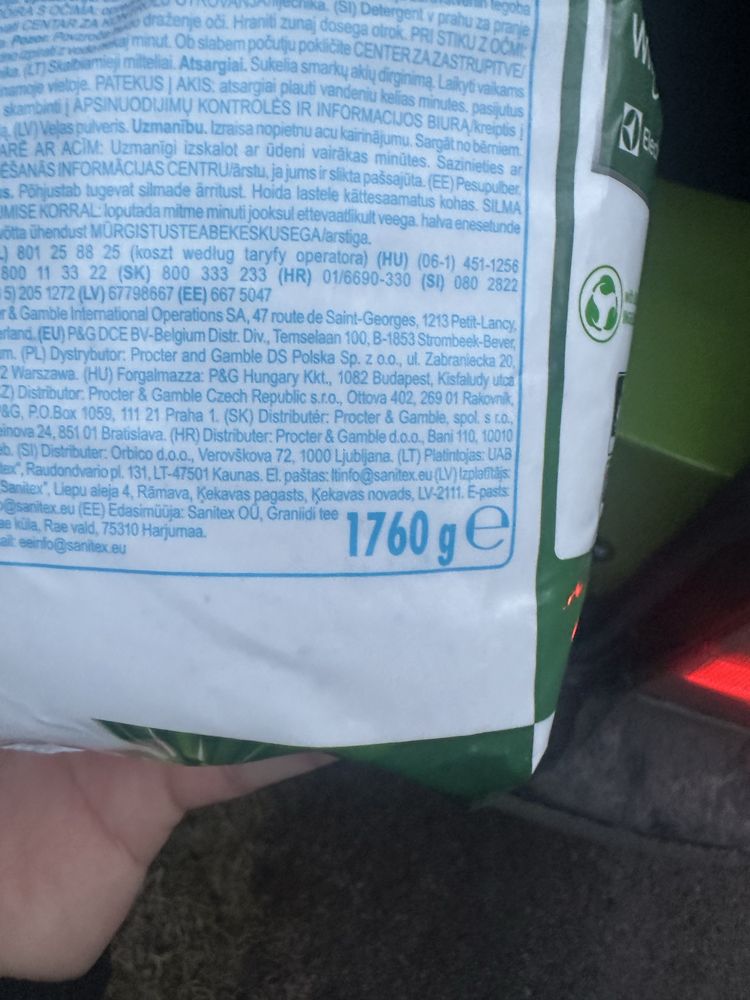 (SI) Detergent v prahu za pranje
draženje oči. Hraniti zunaj dosega otrok. PRI STIKU Z OČMI:
minut. Ob slabem počutju pokličite CENTER ZA ZASTRUPITVE/
(LT) Skalbiamieji milteliai. Atsargiai. Sukelia smarkų akių dirginimą. Laikyti vaikams
vietoje. PATEKUS Į AKIS: atsargiai plauti vandeniu kelias minutes. pasijutus
skambinti Į APSINUODIJIMŲ KONTROLĖS IR INFORMACIJOS BIURĄ/kreiptis į
(LV) Veļas pulveris. Uzmanību. Izraisa nopietnu acu kairinājumu. Sargāt no bērniem.
AR ACĪM: Uzmanīgi izskalot ar ūdeni vairākas minūtes. Sazinieties ar
INFORMĀCIJAS CENTRU/ārstu, ja jums ir slikta pašsajūta. (EE) Pesupulber.
Põhjustab tugevat silmade ärritust. Hoida lastele kättesaamatus kohas. SILMA
KORRAL: loputada mitme minuti jooksul ettevaatlikult veega. halva enesetunde
võtta ühendust MÜRGISTUSTEABEKESKUSEGA/arstiga.
801 25 88 25 (koszt według taryfy operatora) (HU) (06-1) 451-1256
800 11 33 22 (SK) 800 333 233 (HR) 01/6690-330 (SI) 080 2822
5) 205 1272 (LV) 67798667 (EE) 667 5047
& Gamble International Operations SA, 47 route de Saint-Georges, 1213 Petit-Lancy,
(EU) P&G DCE BV-Belgium Distr. Div., Temselaan 100, B-1853 Strombeek-Bever,
(PL) Dystrybutor: Procter and Gamble DS Polska Sp. z o.o., ul. Zabraniecka 20,
Warszawa. (HU) Forgalmazza: P&G Hungary Kkt., 1082 Budapest, Kisfaludy utca
Distributor: Procter & Gamble Czech Republic s.r.o., Ottova 402, 269 01 Rakovník,
P.O.Box 1059, 111 21 Praha 1. (SK) Distributér: Procter & Gamble, spol. s r.o.,
24, 851 01 Bratislava. (HR) Distributer: Procter & Gamble d.o.o., Bani 110, 10010
(SI) Distributer: Orbico d.o.o., Verovškova 72, 1000 Ljubljana. (LT) Platintojas: UAB
Raudondvario pl. 131, LT-47501 Kaunas. El. paštas: ltinfo@sanitex.eu (LV) Izplatītājs:
Sanitex", Liepu aleja 4, Rāmava, Ķekavas pagasts, Ķekavas novads, LV-2111. E-pasts:
@sanitex.eu (EE) Edasimüüja: Sanitex OÜ, Graniidi tee
küla, Rae vald, 75310 Harjumaa.
eeinfo@sanitex.eu
1760 g ℮